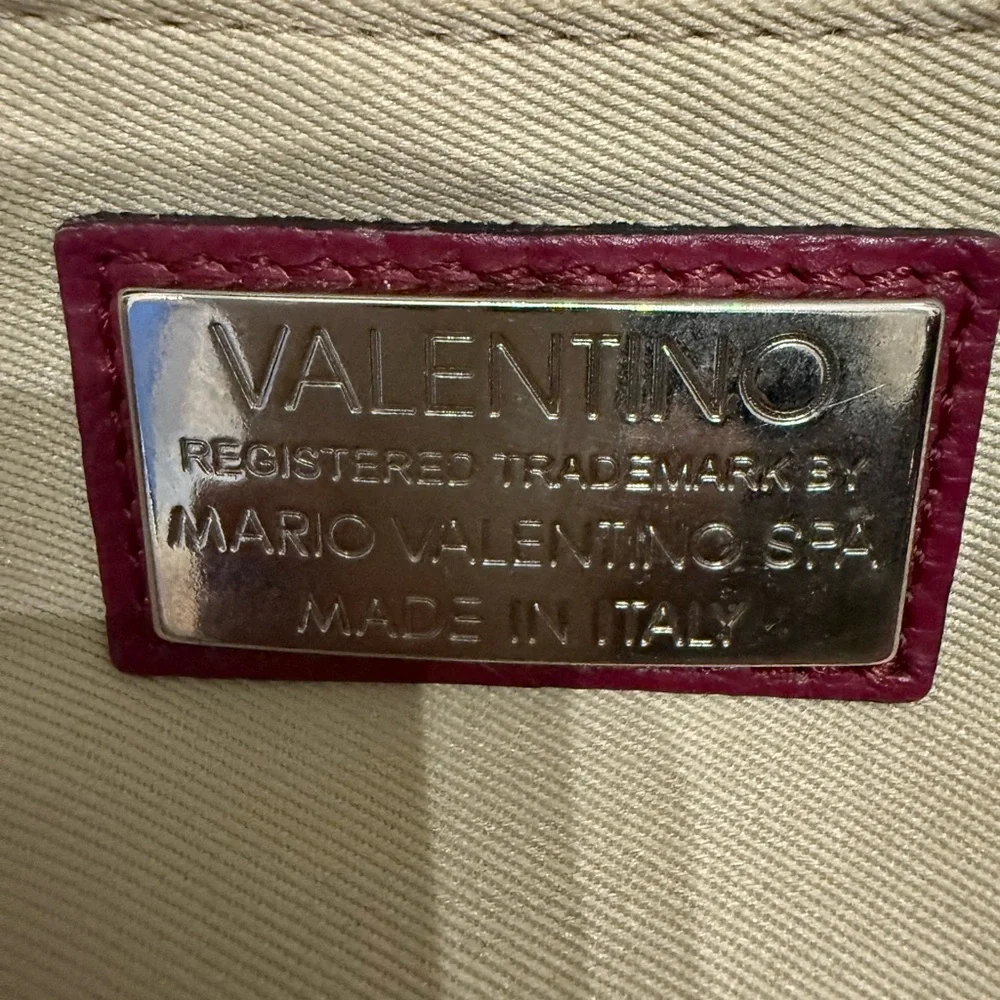 VALENTINO
REGISTERED TRADEMARK BY
MARIO VALENTINO SPA
MADE IN ITALY